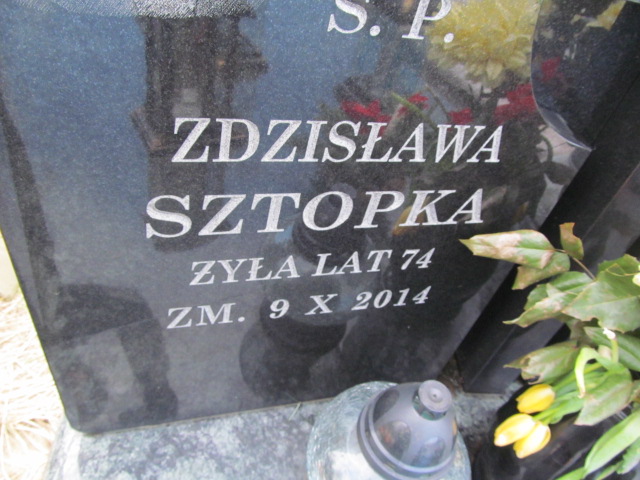 Ś. P.
ZDZISŁAWA
SZTOPKA
ŻYŁA LAT 74
ZM. 9 X 2014